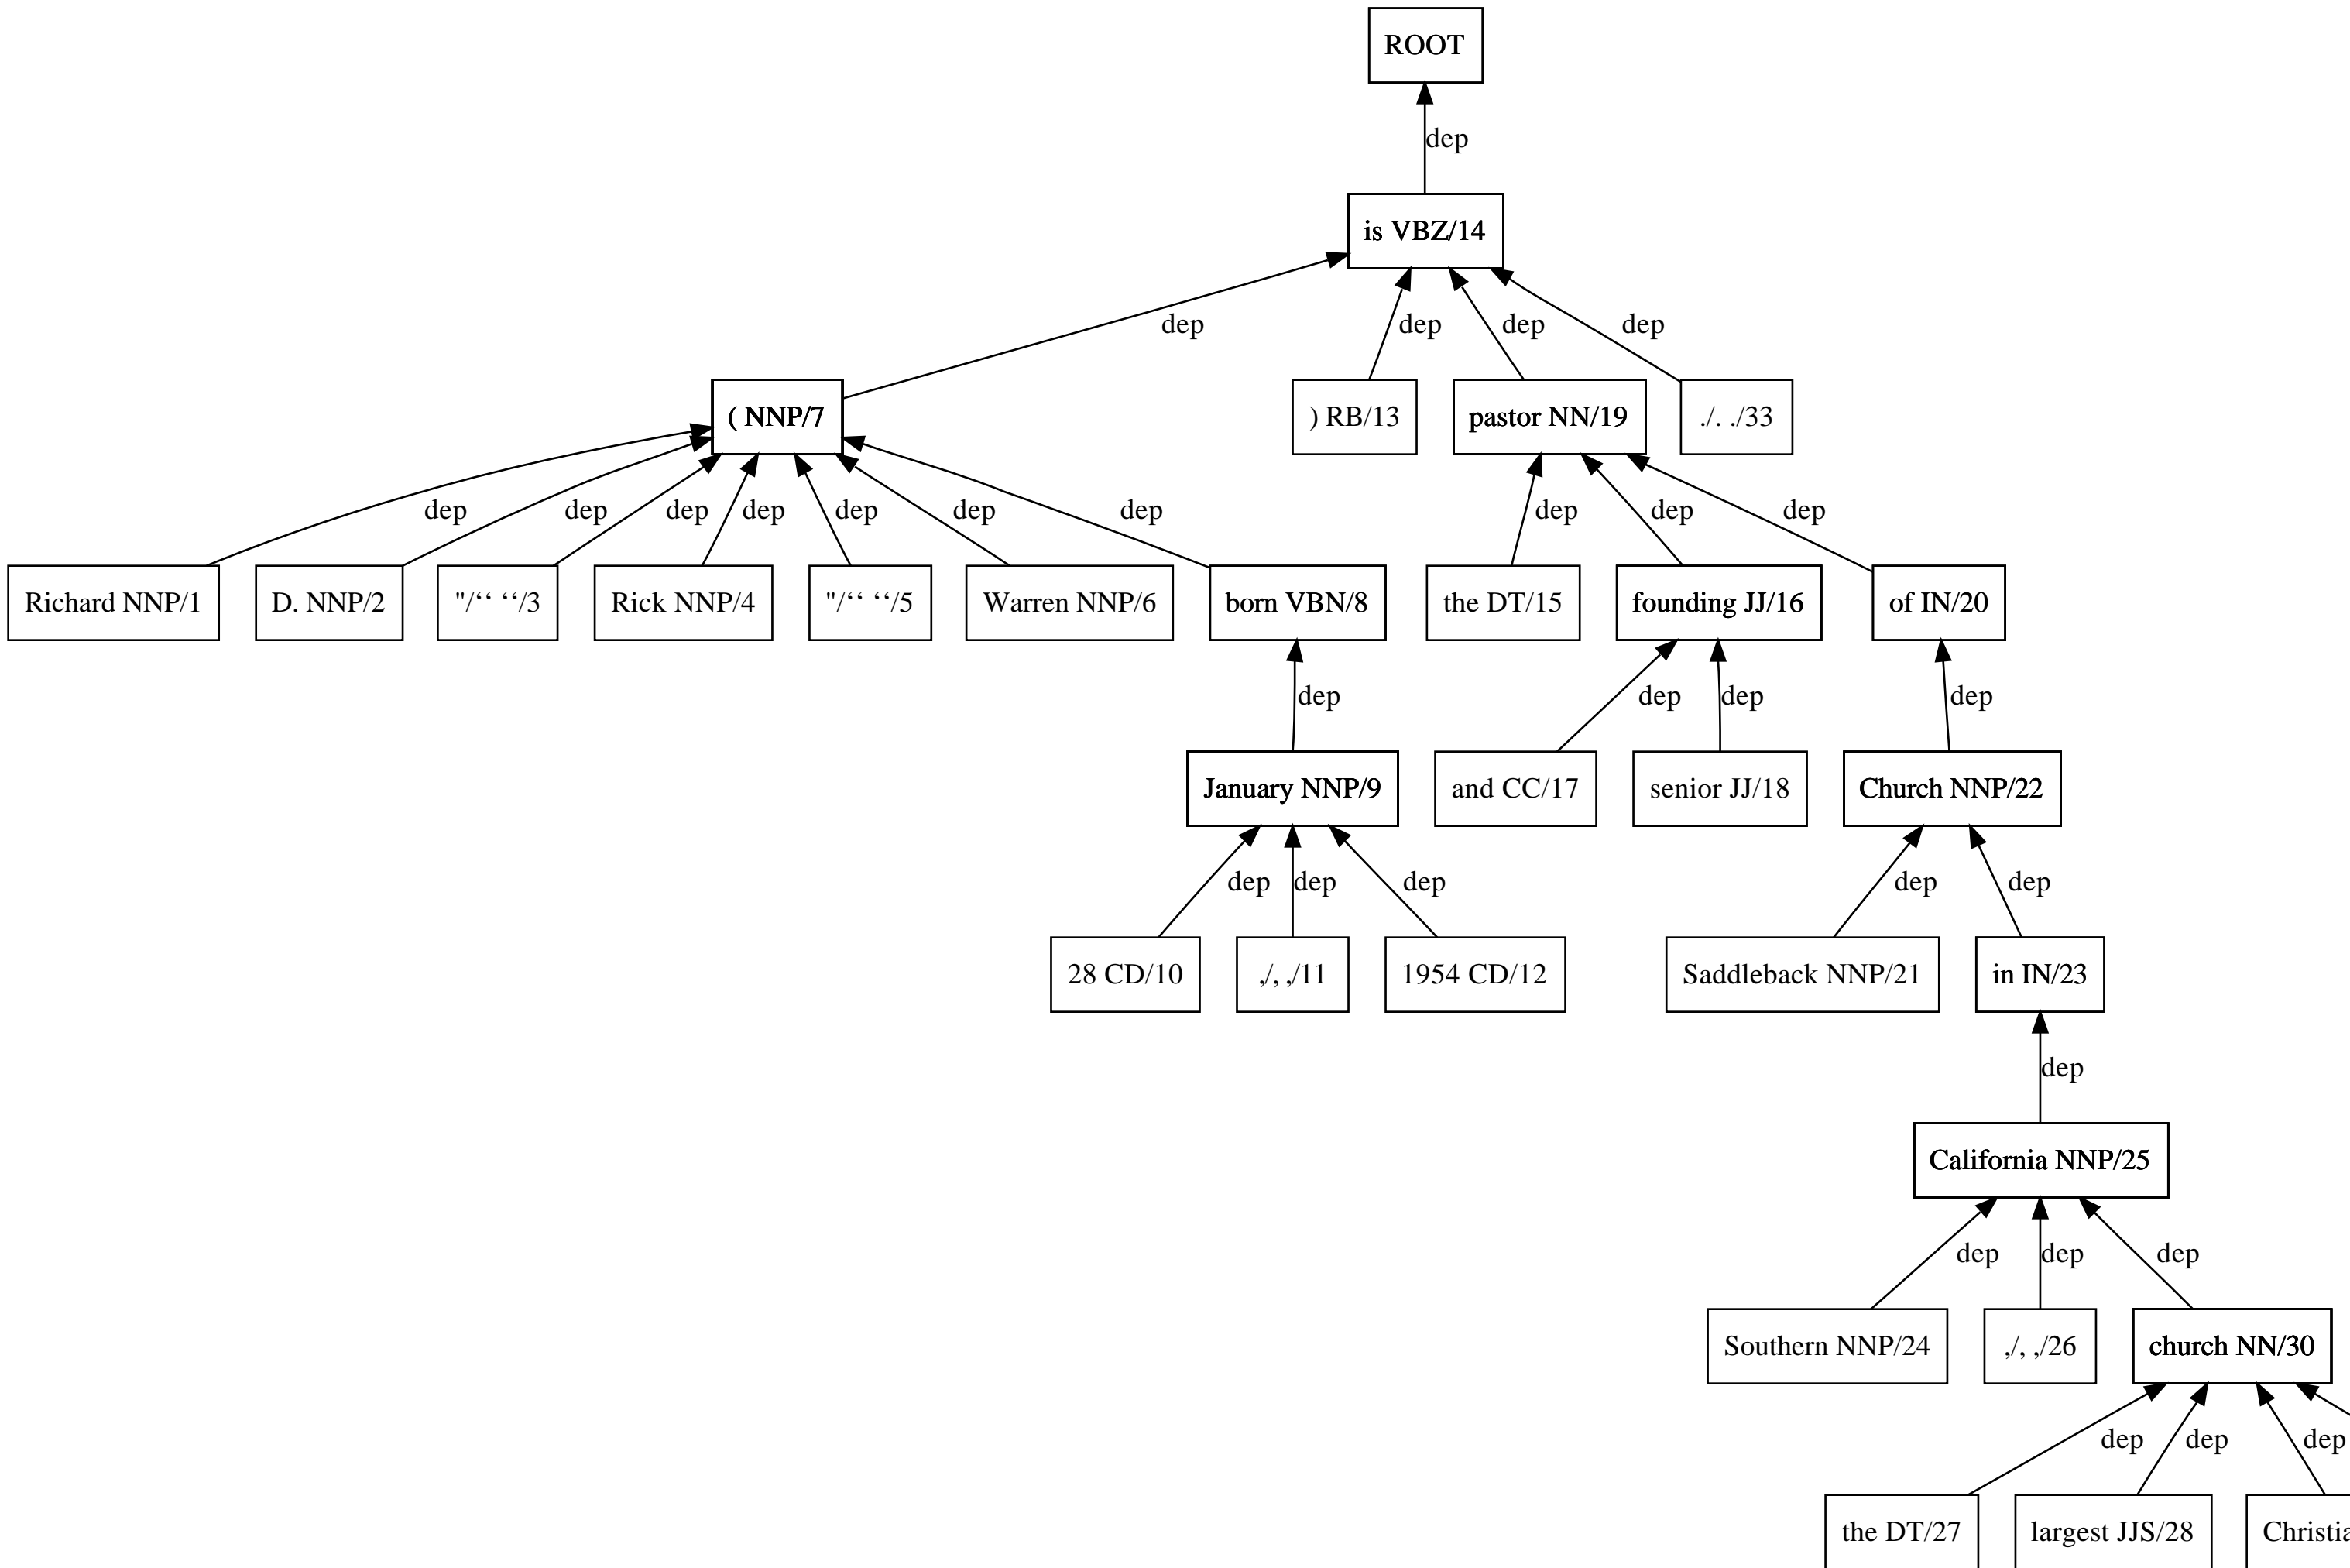 ROOT
dep
is VBZ/14
dep dep dep dep
( NNP/7 ) RB/13 pastor NN/19 ./. ./33
dep dep dep dep dep dep dep dep dep dep
Richard NNP/1 D. NNP/2 "/‘‘ ‘‘/3 Rick NNP/4 "/‘‘ ‘‘/5 Warren NNP/6 born VBN/8 the DT/15 founding JJ/16 of IN/20
dep dep dep dep
January NNP/9 and CC/17 senior JJ/18 Church NNP/22
dep dep dep dep dep
28 CD/10 ,/, ,/11 1954 CD/12 Saddleback NNP/21 in IN/23
dep
California NNP/25
dep dep dep
Southern NNP/24 ,/, ,/26 church NN/30
dep dep dep
the DT/27 largest JJS/28